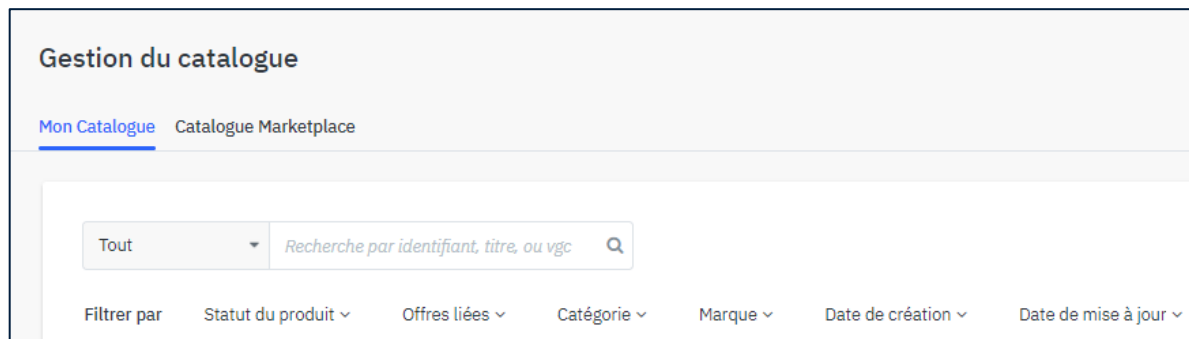 Gestion du catalogue
Mon Catalogue Catalogue Marketplace
Tout Recherche par identifiant, titre, ou vgc
Filtrer par Statut du produit Offres liées Catégorie Marque Date de création Date de mise à jour